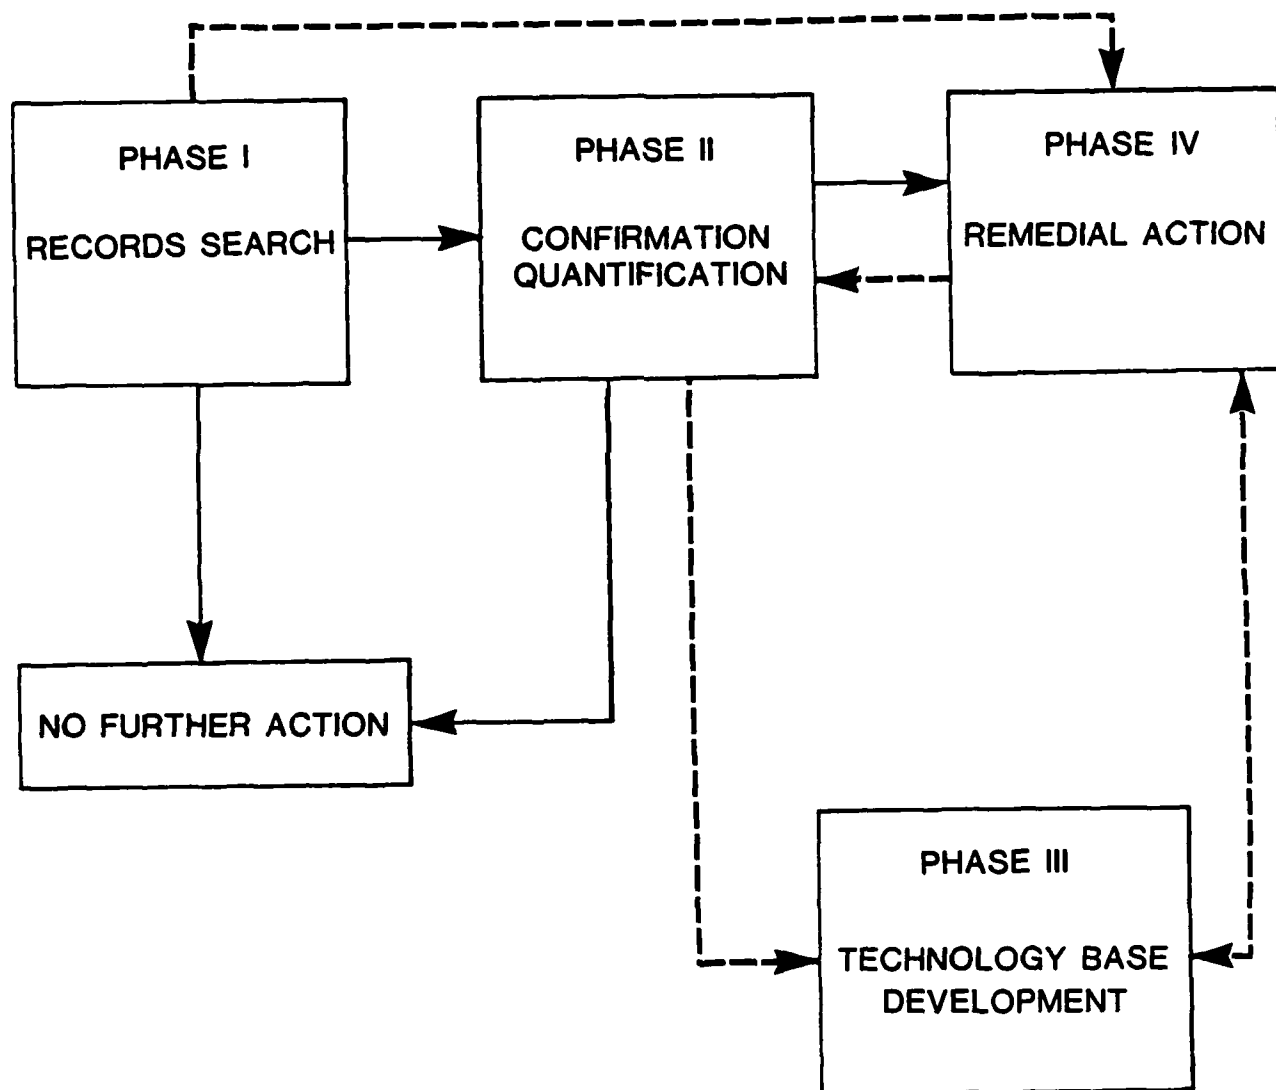 PHASE I
RECORDS SEARCH
PHASE II
CONFIRMATION
QUANTIFICATION
PHASE IV
REMEDIAL ACTION
NO FURTHER ACTION
PHASE III
TECHNOLOGY BASE
DEVELOPMENT